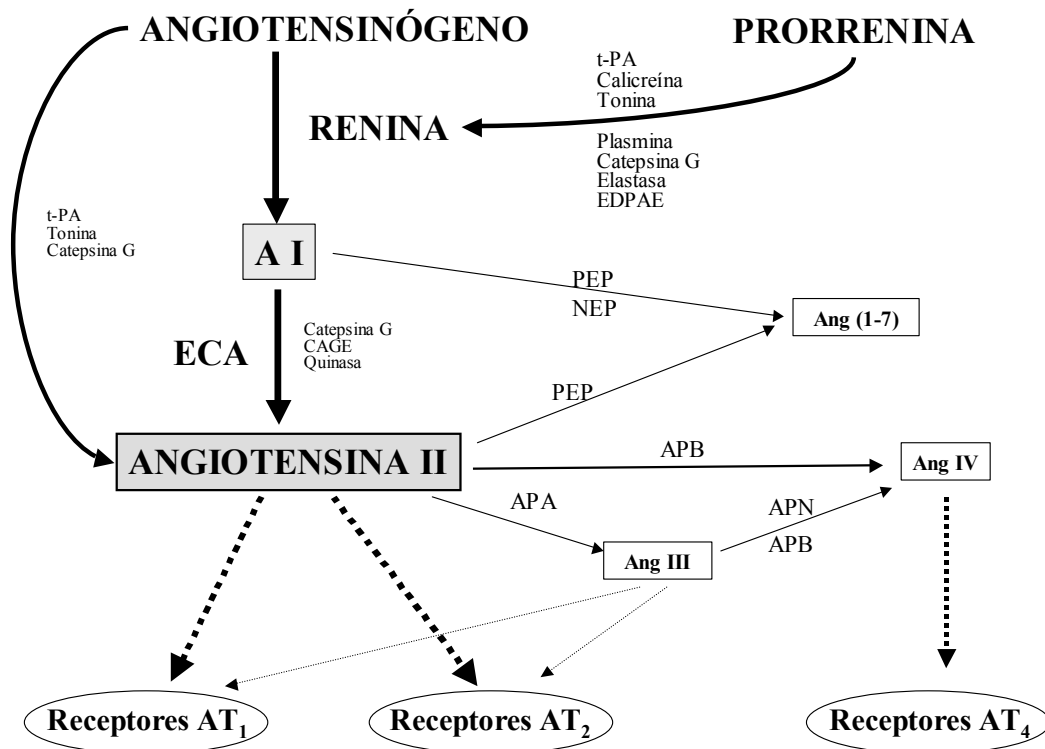 ANGIOTENSINÓGENO
PRORRENINA
t-PA
Calicreína
Tonina
RENINA
Plasmina
Catepsina G
Elastasa
EDPAE
t-PA
Tonina
Catepsina G
A I
PEP
NEP
Ang (1-7)
ECA
Catepsina G
CAGE
Quinasa
PEP
ANGIOTENSINA II
APB
Ang IV
APA
APN
APB
Ang III
Receptores AT1
Receptores AT2
Receptores AT4